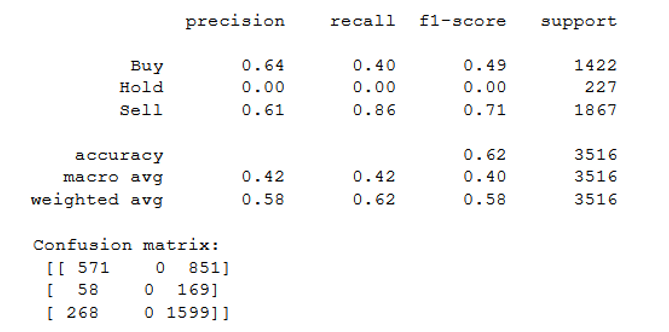 precision recall f1-score support
Buy 0.64 0.40 0.49 1422
Hold 0.00 0.00 0.00 227
Sell 0.61 0.86 0.71 1867
accuracy 0.62 3516
macro avg 0.42 0.42 0.40 3516
weighted avg 0.58 0.62 0.58 3516
Confusion matrix:
[[ 571 0 851]
[ 58 0 169]
[ 268 0 1599]]